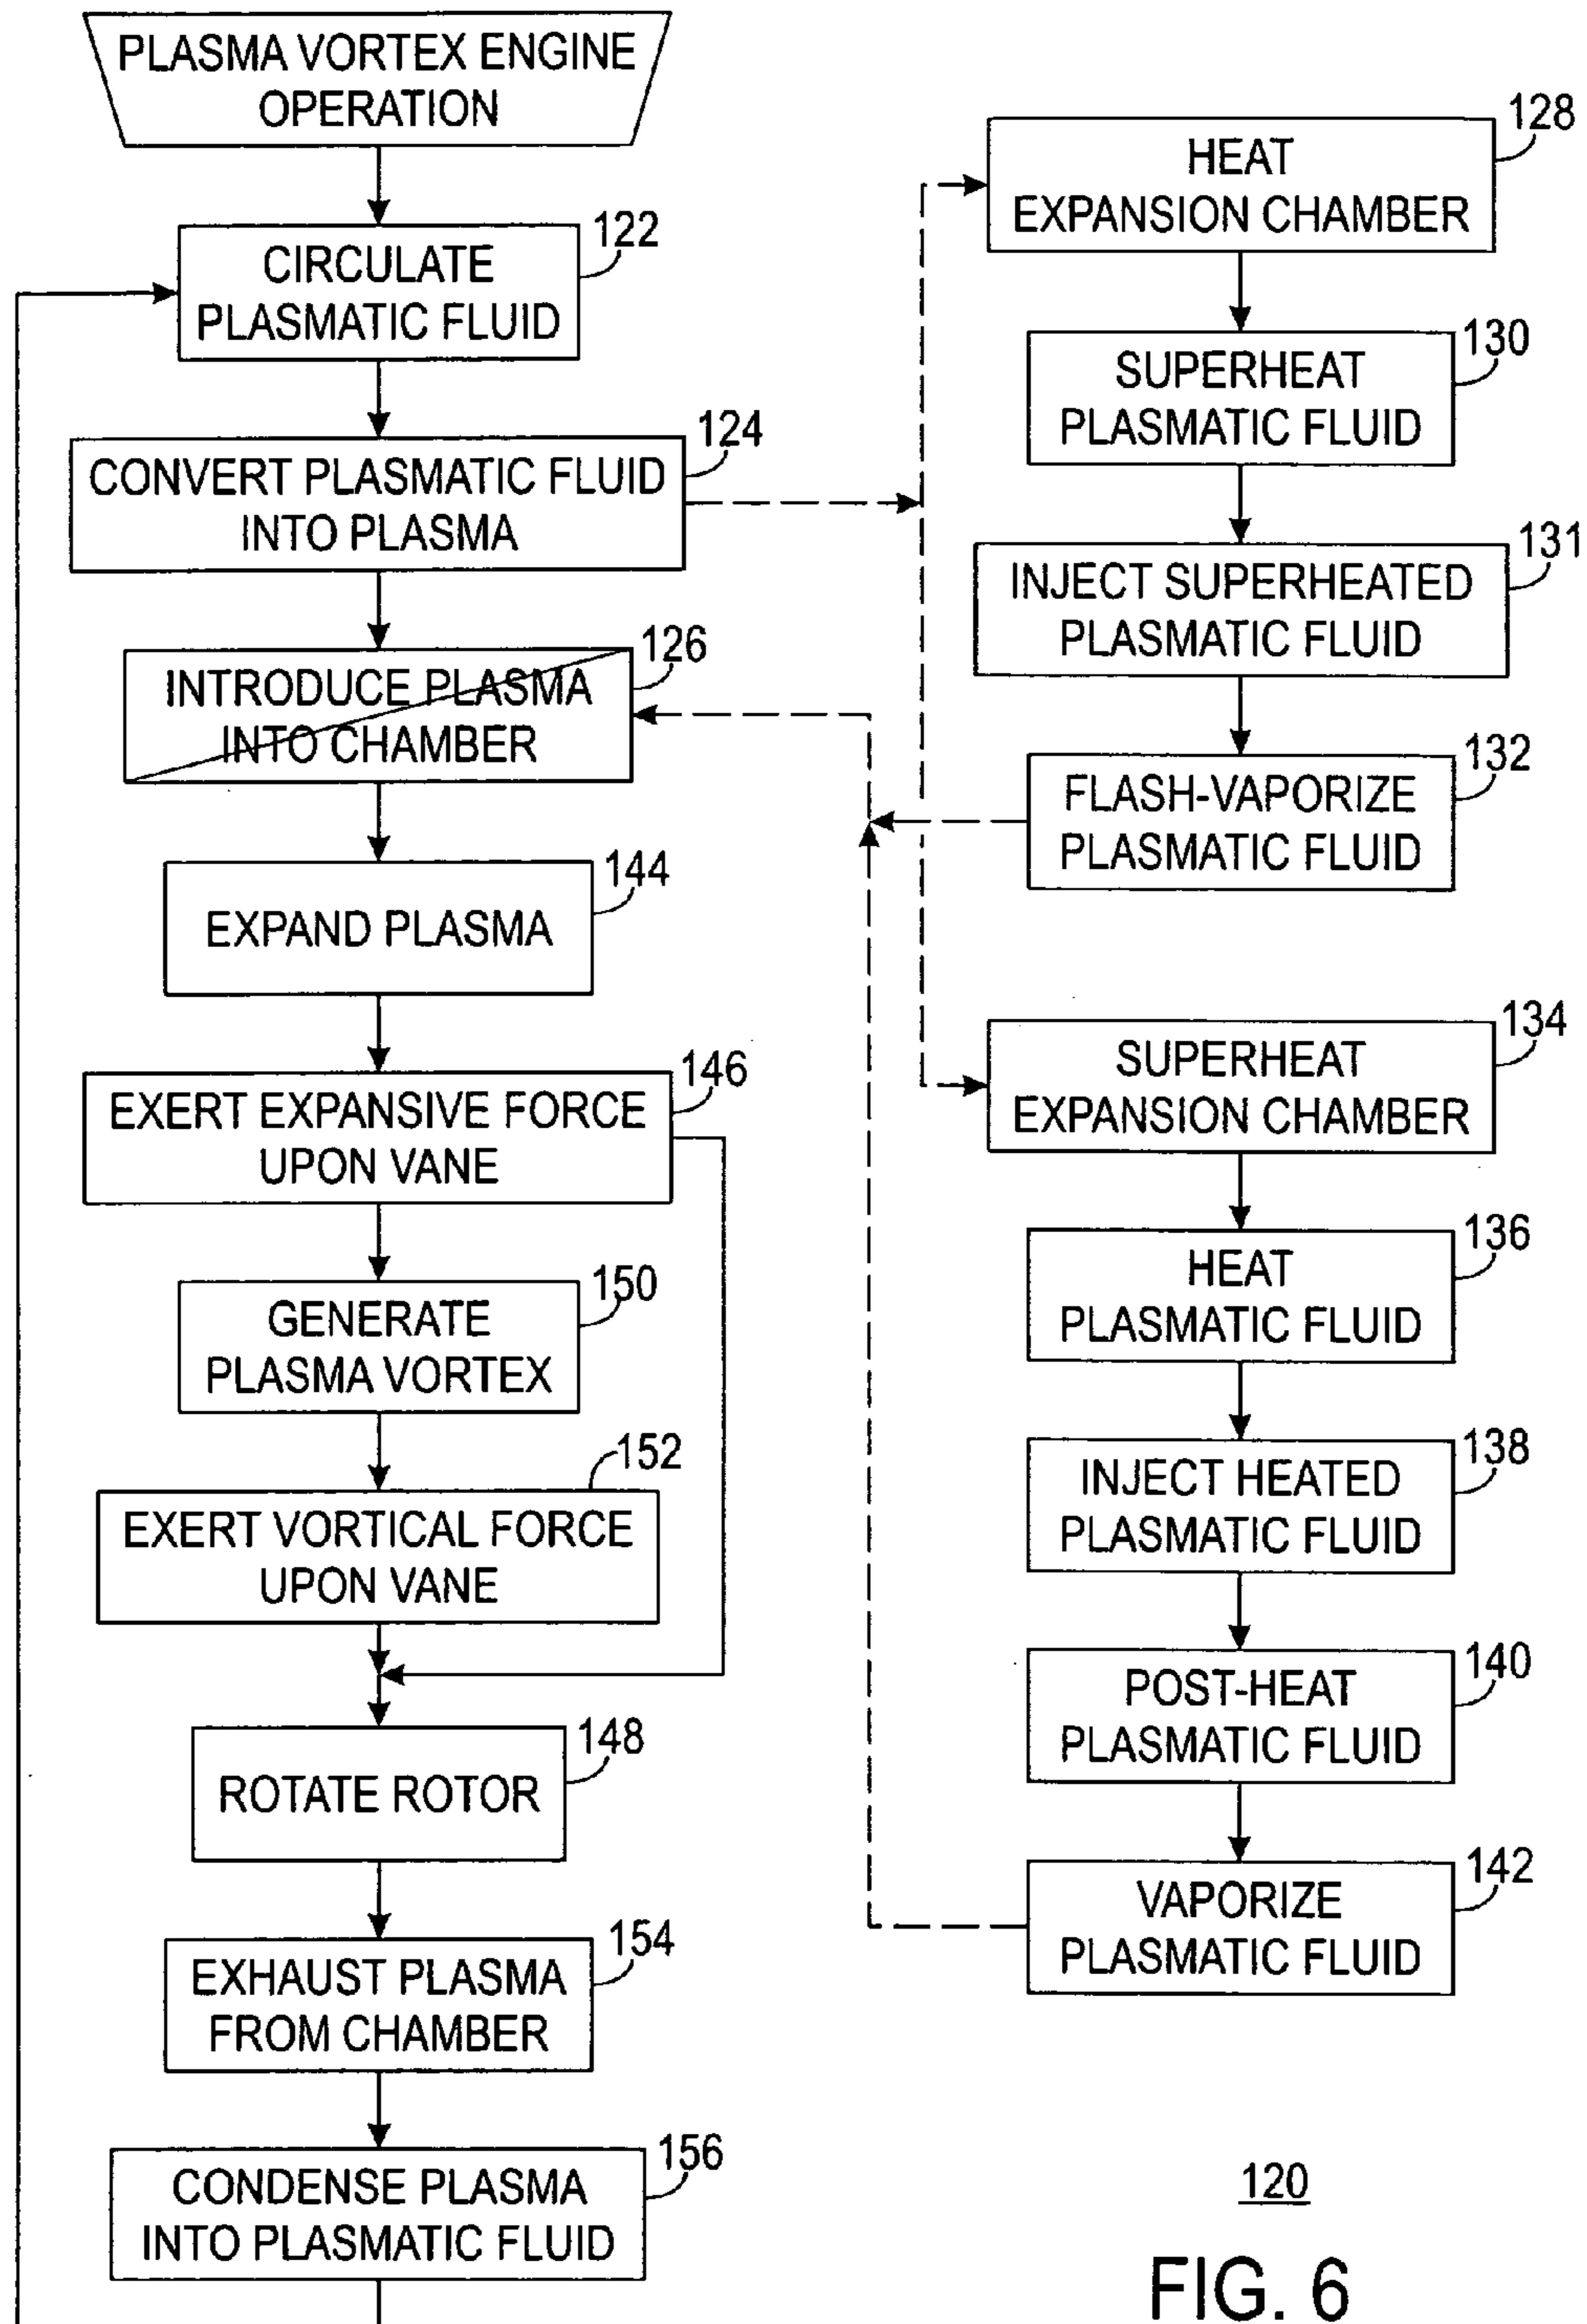 PLASMA VORTEX ENGINE
OPERATION
122
CIRCULATE
PLASMATIC FLUID
124
CONVERT PLASMATIC FLUID
INTO PLASMA
126
INTRODUCE PLASMA
INTO CHAMBER
144
EXPAND PLASMA
146
EXERT EXPANSIVE FORCE
UPON VANE
150
GENERATE
PLASMA VORTEX
152
EXERT VORTICAL FORCE
UPON VANE
148
ROTATE ROTOR
154
EXHAUST PLASMA
FROM CHAMBER
156
CONDENSE PLASMA
INTO PLASMATIC FLUID
128
HEAT
EXPANSION CHAMBER
130
SUPERHEAT
PLASMATIC FLUID
131
INJECT SUPERHEATED
PLASMATIC FLUID
132
FLASH-VAPORIZE
PLASMATIC FLUID
134
SUPERHEAT
EXPANSION CHAMBER
136
HEAT
PLASMATIC FLUID
138
INJECT HEATED
PLASMATIC FLUID
140
POST-HEAT
PLASMATIC FLUID
142
VAPORIZE
PLASMATIC FLUID
120
FIG. 6